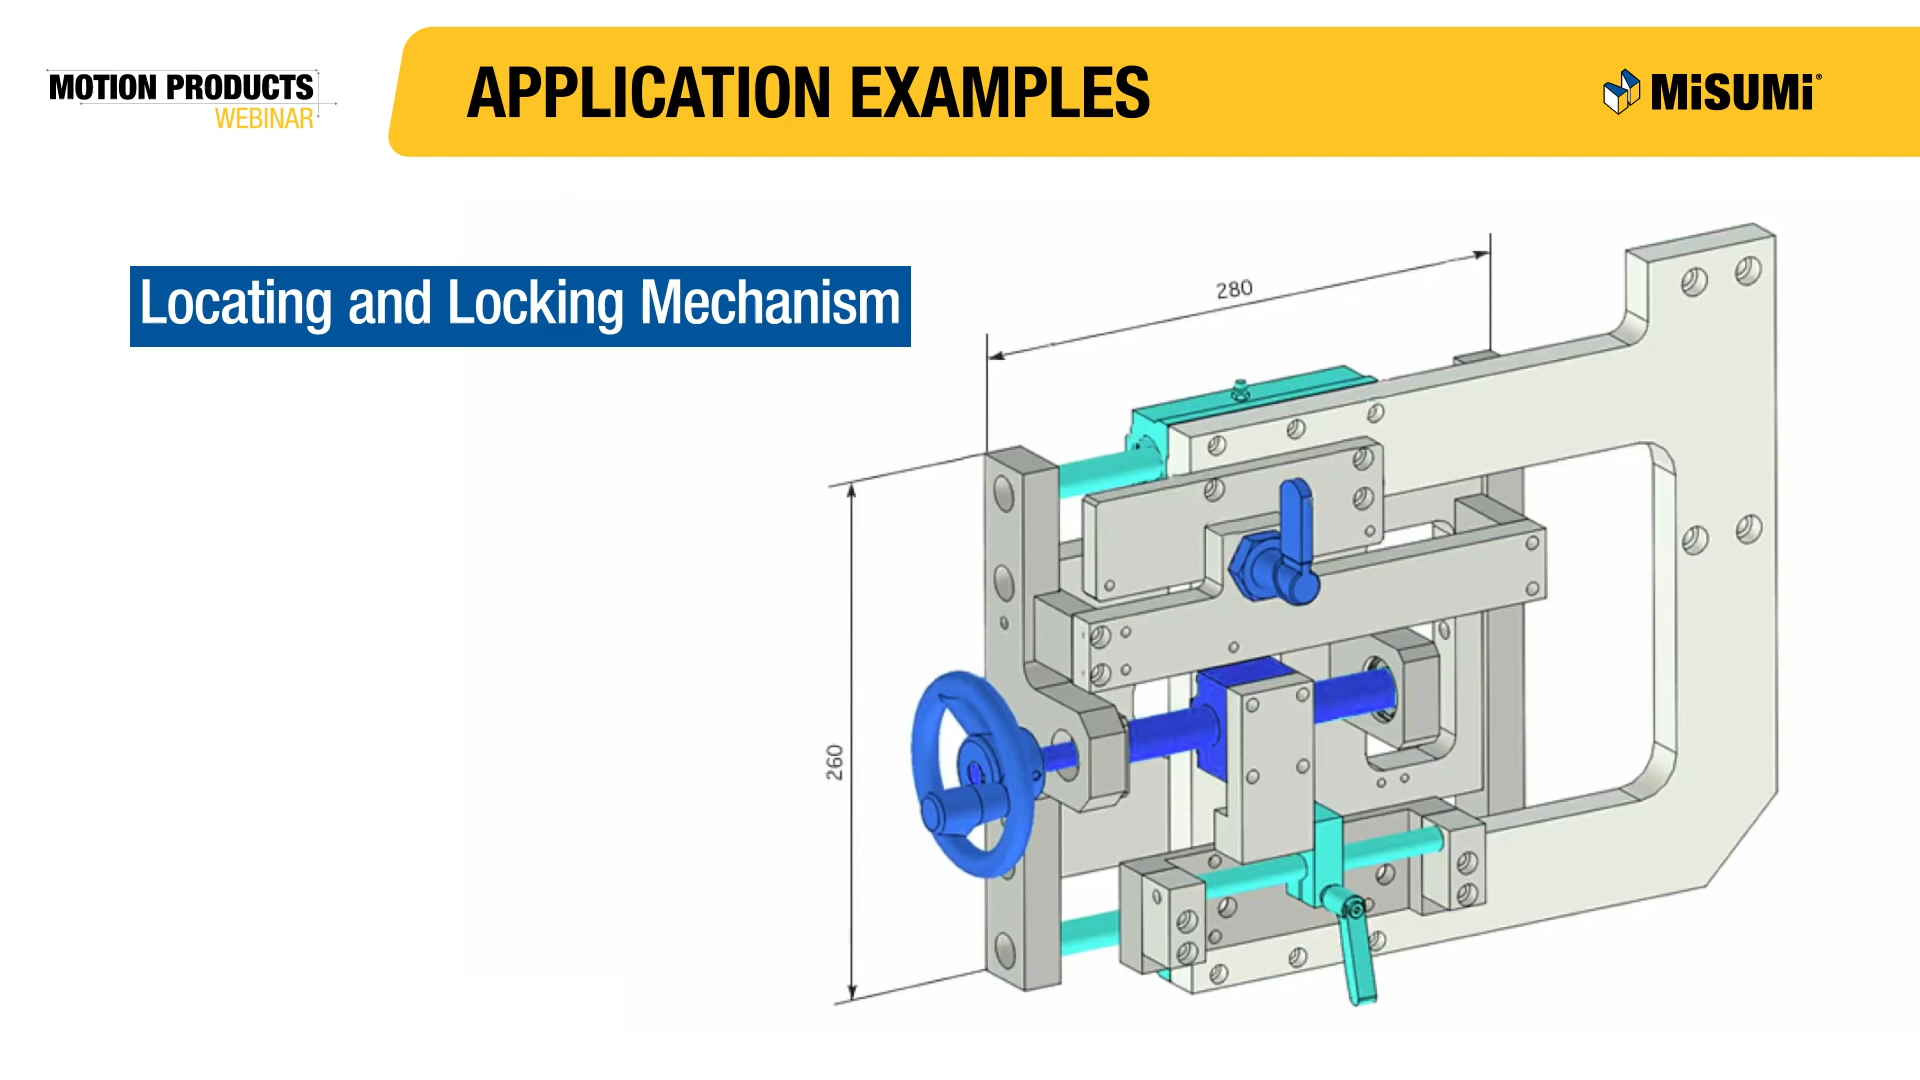 MOTION PRODUCTS
WEBINAR
APPLICATION EXAMPLES
MiSUMi®
Locating and Locking Mechanism
280
260